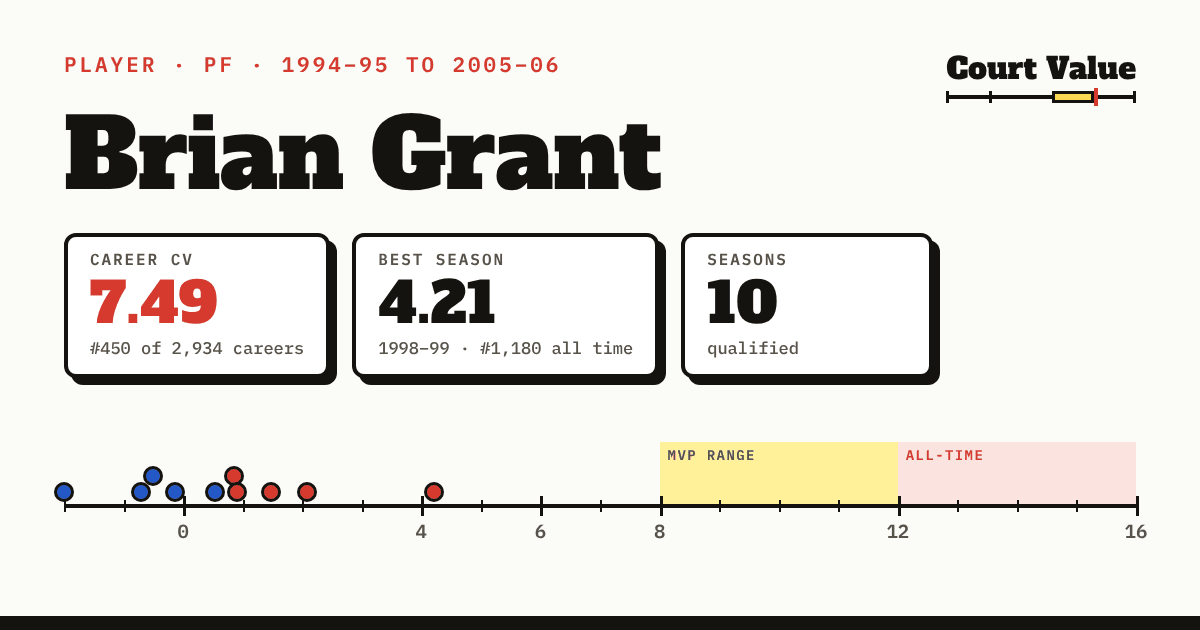 PLAYER · PF · 1994–95 TO 2005–06
Court Value
Brian Grant
CAREER CV
7.49
#450 of 2,934 careers
BEST SEASON
4.21
1998–99 · #1,180 all time
SEASONS
10
qualified
MVP RANGE
ALL-TIME
0 4 6 8 12 16